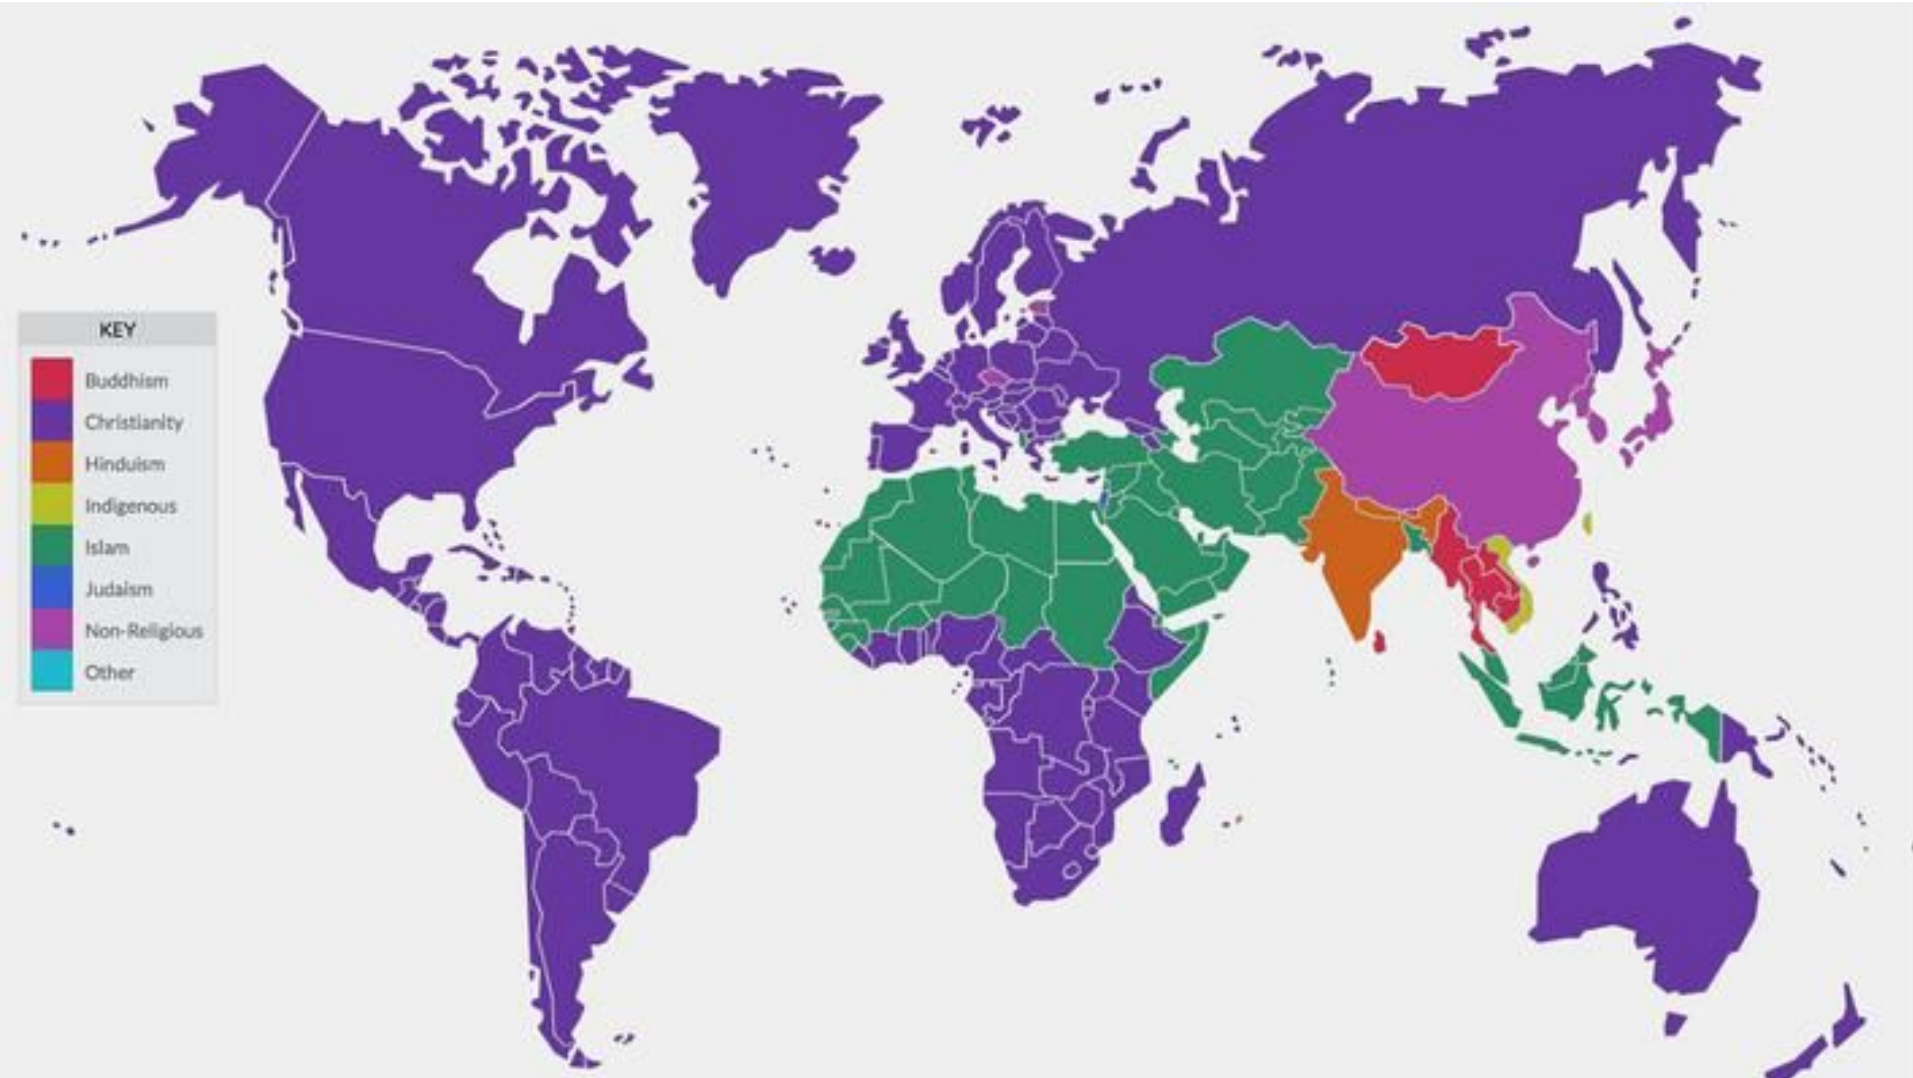 KEY
Buddhism
Christianity
Hinduism
Indigenous
Islam
Judaism
Non-Religious
Other